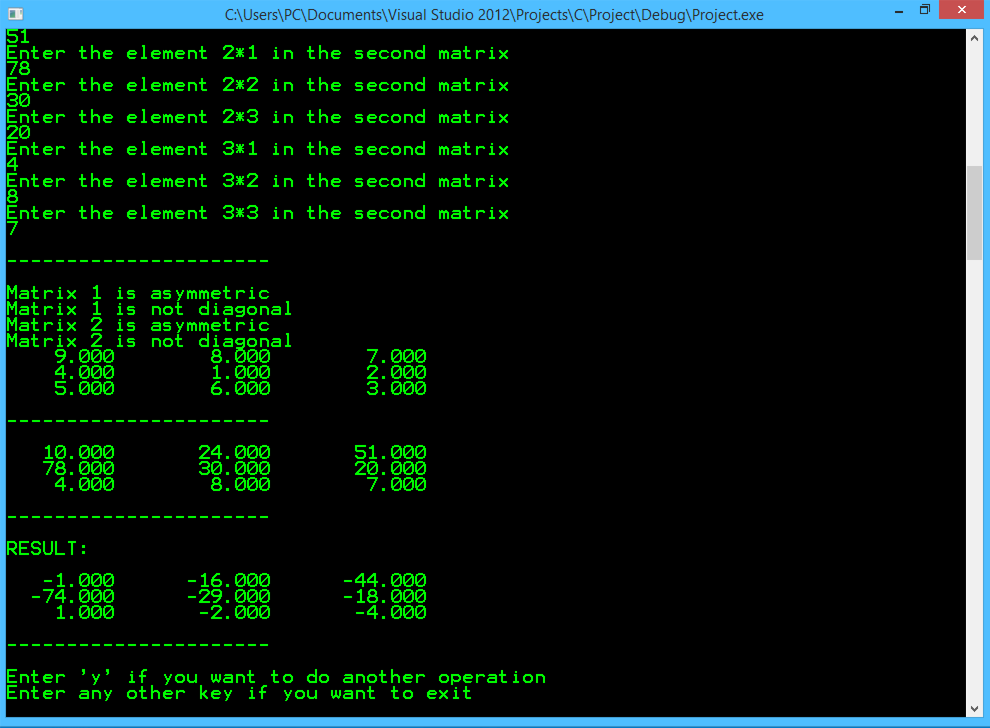 C:\Users\PC\Documents\Visual Studio 2012\Projects\C\Project\Debug\Project.exe
51
Enter the element 2*1 in the second matrix
78
Enter the element 2*2 in the second matrix
30
Enter the element 2*3 in the second matrix
20
Enter the element 3*1 in the second matrix
4
Enter the element 3*2 in the second matrix
8
Enter the element 3*3 in the second matrix
7
----------------------
Matrix 1 is asymmetric
Matrix 1 is not diagonal
Matrix 2 is asymmetric
Matrix 2 is not diagonal
9.000 8.000 7.000
4.000 1.000 2.000
5.000 6.000 3.000
----------------------
10.000 24.000 51.000
78.000 30.000 20.000
4.000 8.000 7.000
----------------------
RESULT:
-1.000 -16.000 -44.000
-74.000 -29.000 -18.000
1.000 -2.000 -4.000
----------------------
Enter 'y' if you want to do another operation
Enter any other key if you want to exit